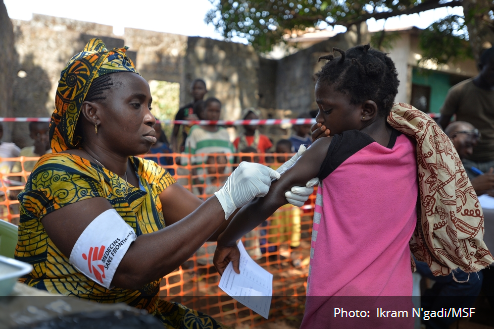 MEDECINS
SANS FRONTIERES
Photo: Ikram N'gadi/MSF